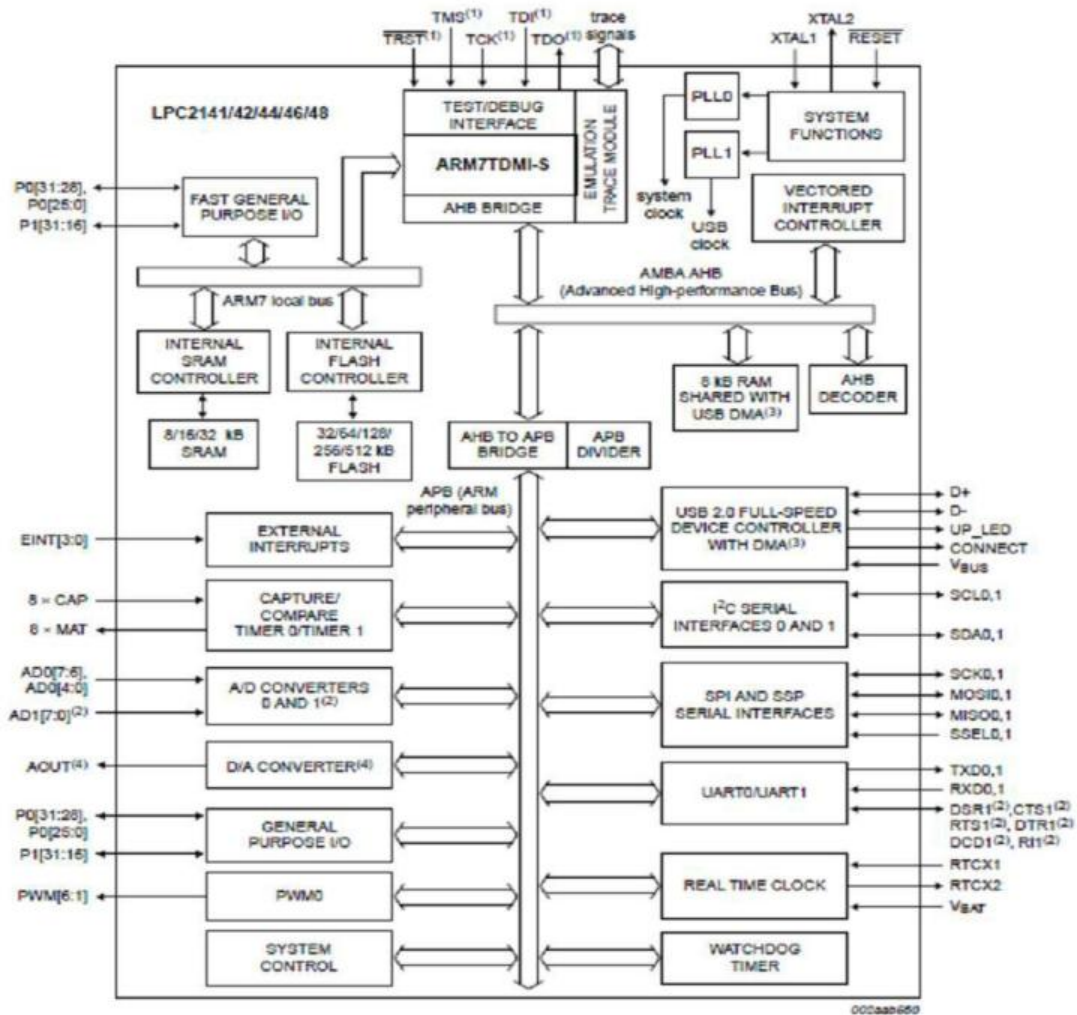 TMS(1)
TDI(1)
trace
signals
TRST(1)
TCK(1)
TDO(1)
XTAL2
XTAL1
RESET
LPC2141/42/44/46/48
TEST/DEBUG
INTERFACE
ARM7TDMI-S
AHB BRIDGE
EMULATION
TRACE MODULE
PLL0
PLL1
SYSTEM
FUNCTIONS
system
clock
USB
clock
VECTORED
INTERRUPT
CONTROLLER
P0[31:28],
P0[25:0]
P1[31:16]
FAST GENERAL
PURPOSE I/O
ARM7 local bus
AMBA AHB
(Advanced High-performance Bus)
INTERNAL
SRAM
CONTROLLER
INTERNAL
FLASH
CONTROLLER
8/16/32 kB
SRAM
32/64/128/
256/512 kB
FLASH
8 kB RAM
SHARED WITH
USB DMA(3)
AHB
DECODER
AHB TO APB
BRIDGE
APB
DIVIDER
APB (ARM
peripheral bus)
EINT[3:0]
EXTERNAL
INTERRUPTS
USB 2.0 FULL-SPEED
DEVICE CONTROLLER
WITH DMA(3)
D+
D-
UP_LED
CONNECT
VBUS
8 × CAP
8 × MAT
CAPTURE/
COMPARE
TIMER 0/TIMER 1
I2C SERIAL
INTERFACES 0 AND 1
SCL0,1
SDA0,1
AD0[7:6],
AD0[4:0]
AD1[7:0](2)
A/D CONVERTERS
0 AND 1(2)
SPI AND SSP
SERIAL INTERFACES
SCK0,1
MOSI0,1
MISO0,1
SSEL0,1
AOUT(4)
D/A CONVERTER(4)
UART0/UART1
TXD0,1
RXD0,1
DSR1(2),CTS1(2)
RTS1(2), DTR1(2)
DCD1(2), RI1(2)
P0[31:28],
P0[25:0]
P1[31:16]
GENERAL
PURPOSE I/O
REAL TIME CLOCK
RTCX1
RTCX2
VBAT
PWM[6:1]
PWM0
SYSTEM
CONTROL
WATCHDOG
TIMER